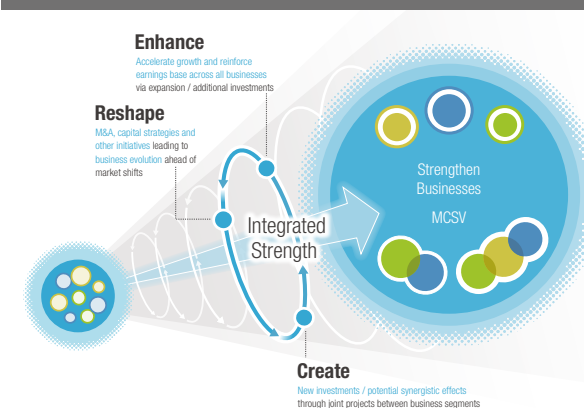 Enhance
Accelerate growth and reinforce
earnings base across all businesses
via expansion / additional investments
Reshape
M&A, capital strategies and
other initiatives leading to
business evolution ahead of
market shifts
Integrated
Strength
Strengthen
Businesses
MCSV
Create
New investments / potential synergistic effects
through joint projects between business segments